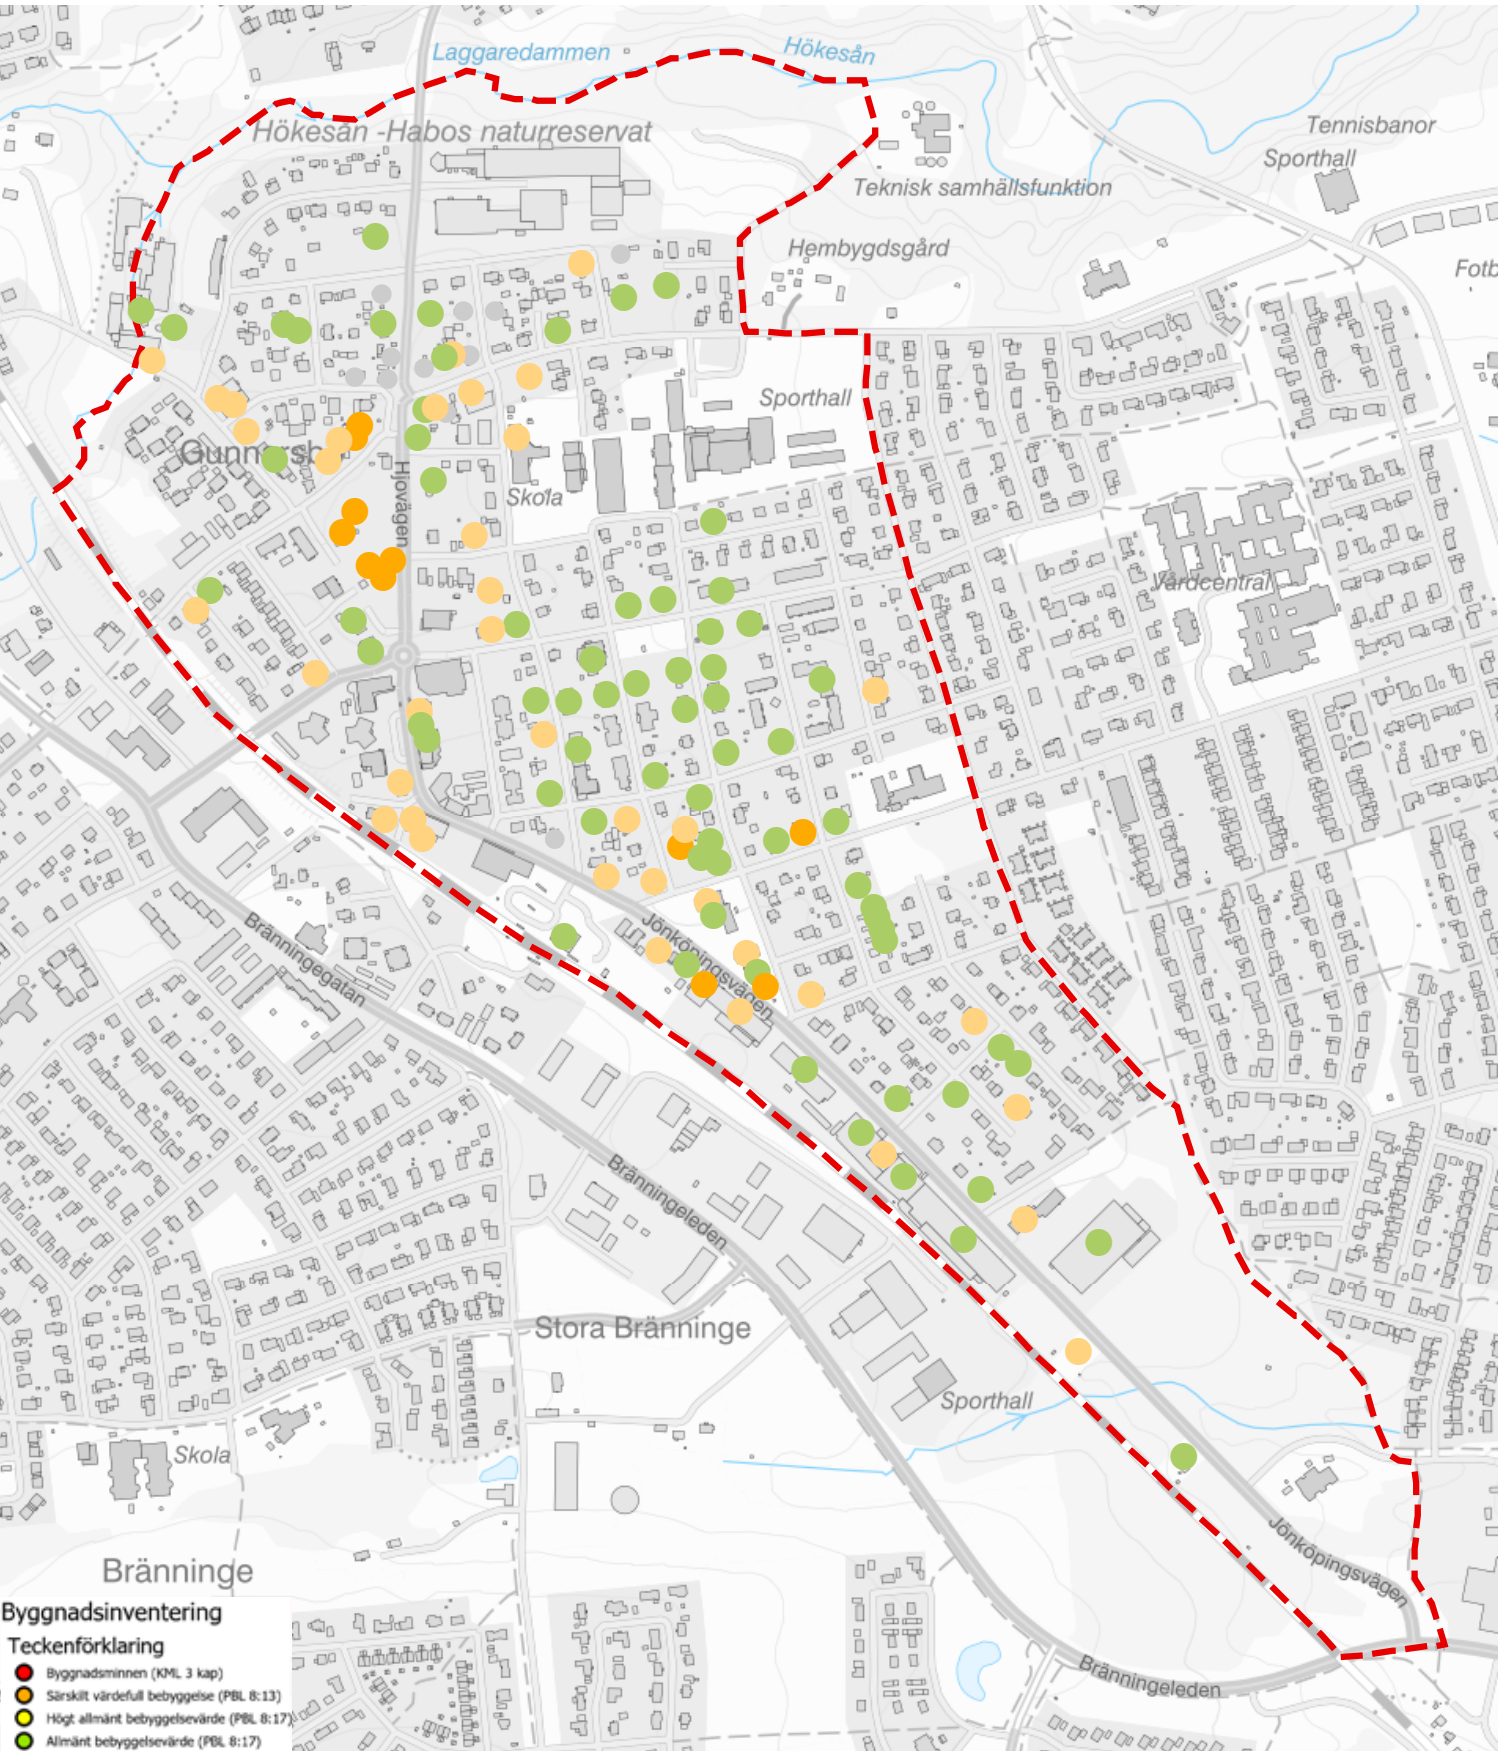 Laggaredammen
Hökesån
Hökesån -Habos naturreservat
Tennisbanor
Sporthall
Teknisk samhällsfunktion
Hembygdsgård
Fotb
Sporthall
Hjovägen
Skola
Vårdcentral
Jönköpingsvägen
Bränningegatan
Bränningeleden
Stora Bränninge
Sporthall
Skola
Jönköpingsvägen
Bränninge
Bränningeleden
Byggnadsinventering
Teckenförklaring
Byggnadsminnen (KML 3 kap)
Särskilt värdefull bebyggelse (PBL 8:13)
Högt allmänt bebyggelsevärde (PBL 8:17)
Allmänt bebyggelsevärde (PBL 8:17)